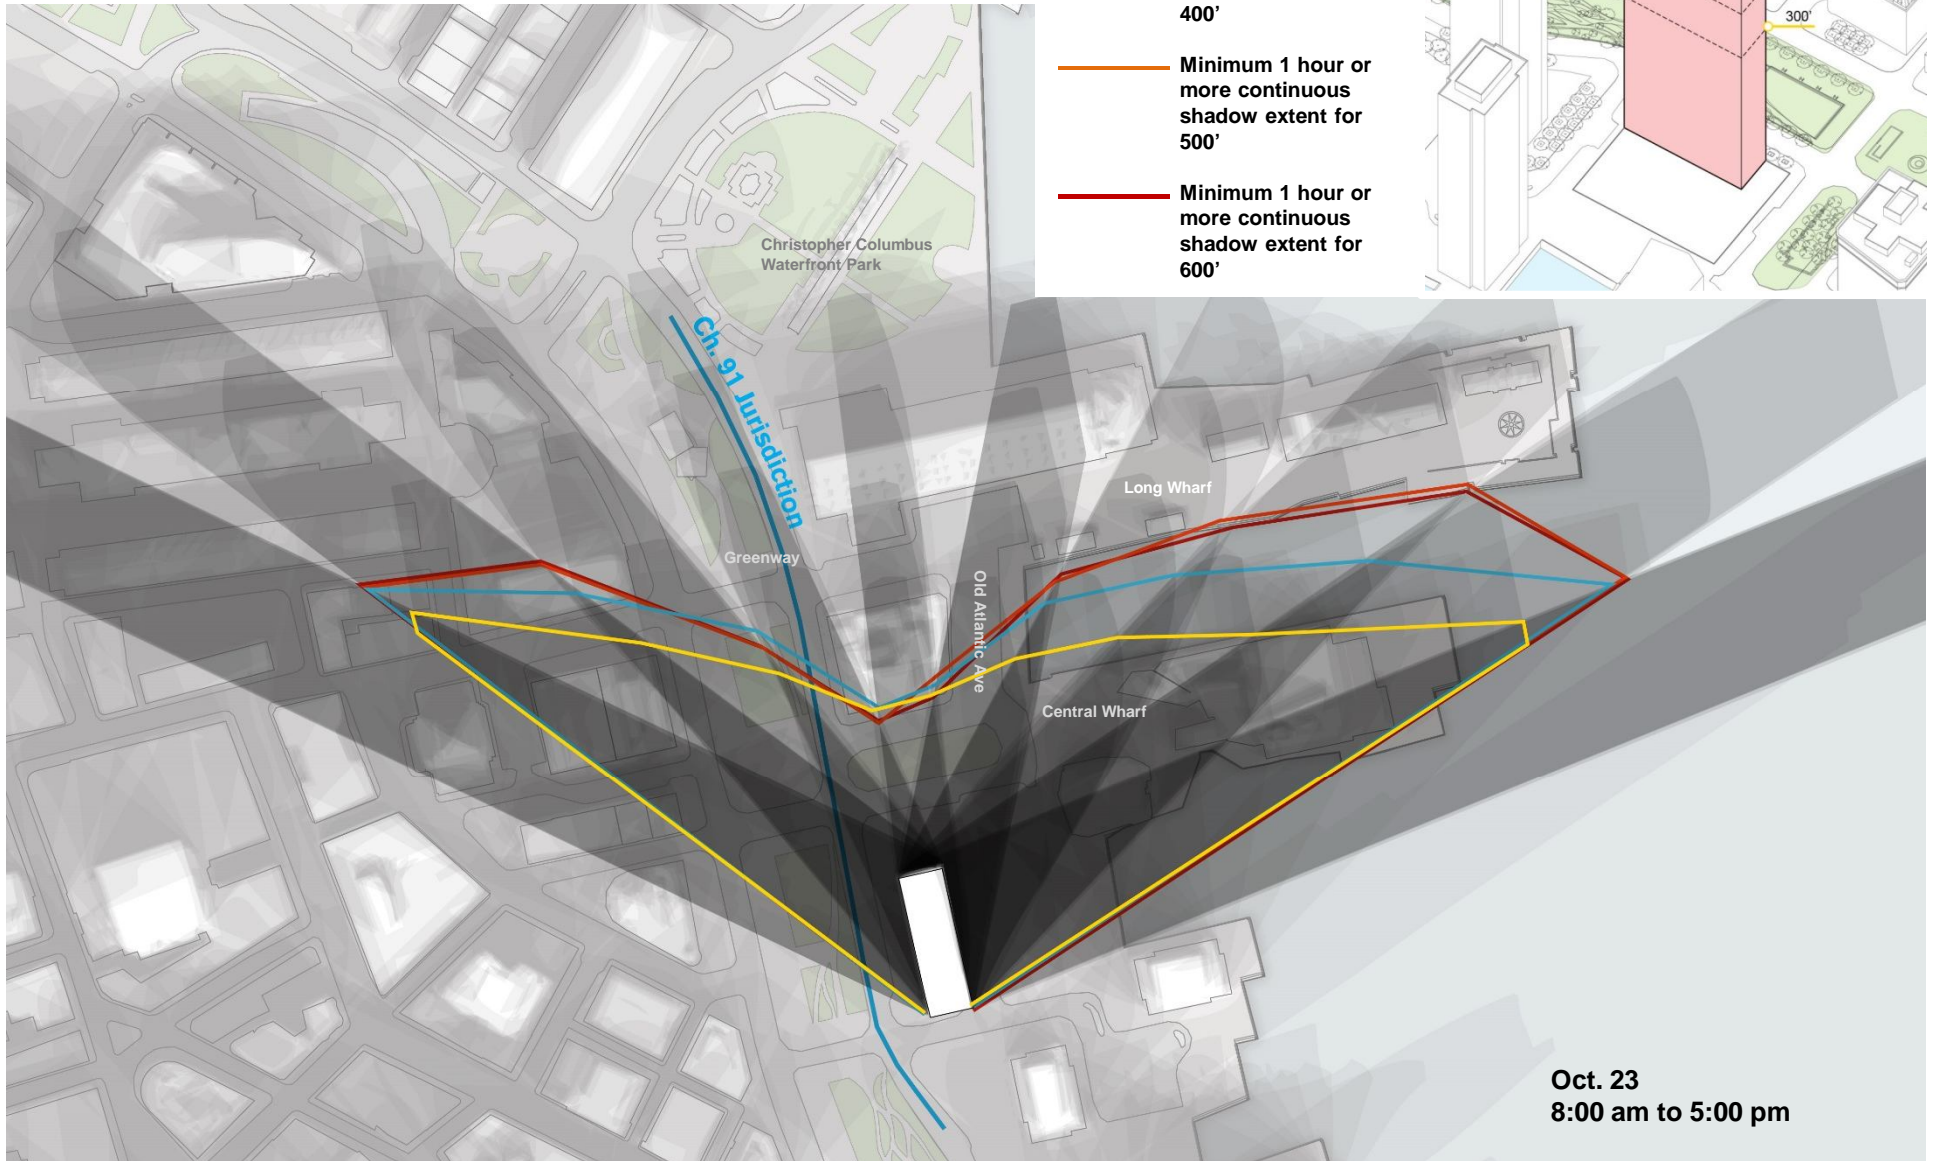 400’
Minimum 1 hour or
more continuous
shadow extent for
500’
Minimum 1 hour or
more continuous
shadow extent for
600’
300'
Christopher Columbus
Waterfront Park
Ch. 91 Jurisdiction
Long Wharf
Greenway
Old Atlantic Ave
Central Wharf
Oct. 23
8:00 am to 5:00 pm